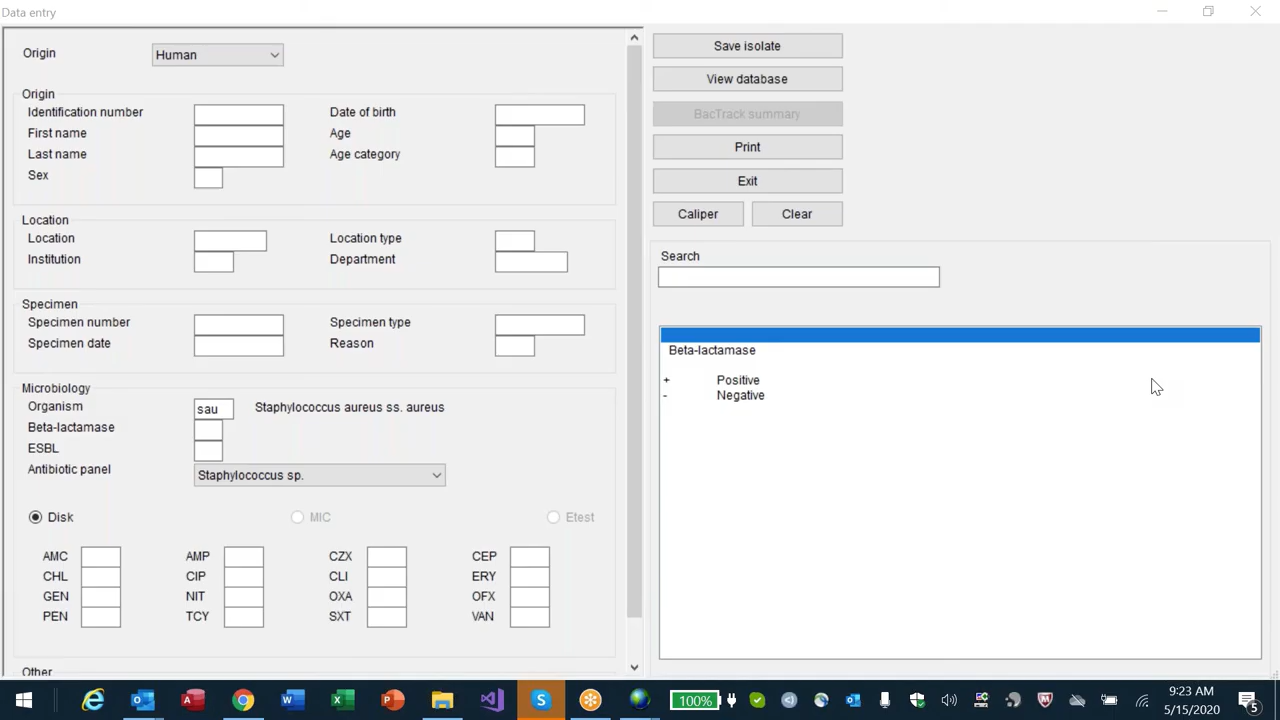 Data entry
Origin Human
Origin
Identification number Date of birth
First name Age
Last name Age category
Sex
Location
Location Location type
Institution Department
Specimen
Specimen number Specimen type
Specimen date Reason
Microbiology
Organism sau Staphylococcus aureus ss. aureus
Beta-lactamase
ESBL
Antibiotic panel Staphylococcus sp.
Disk MIC Etest
AMC AMP CZX CEP
CHL CIP CLI ERY
GEN NIT OXA OFX
PEN TCY SXT VAN
Other
Save isolate
View database
BacTrack summary
Print
Exit
Caliper Clear
Search
Beta-lactamase
+ Positive
- Negative
100%
9:23 AM
5/15/2020
5